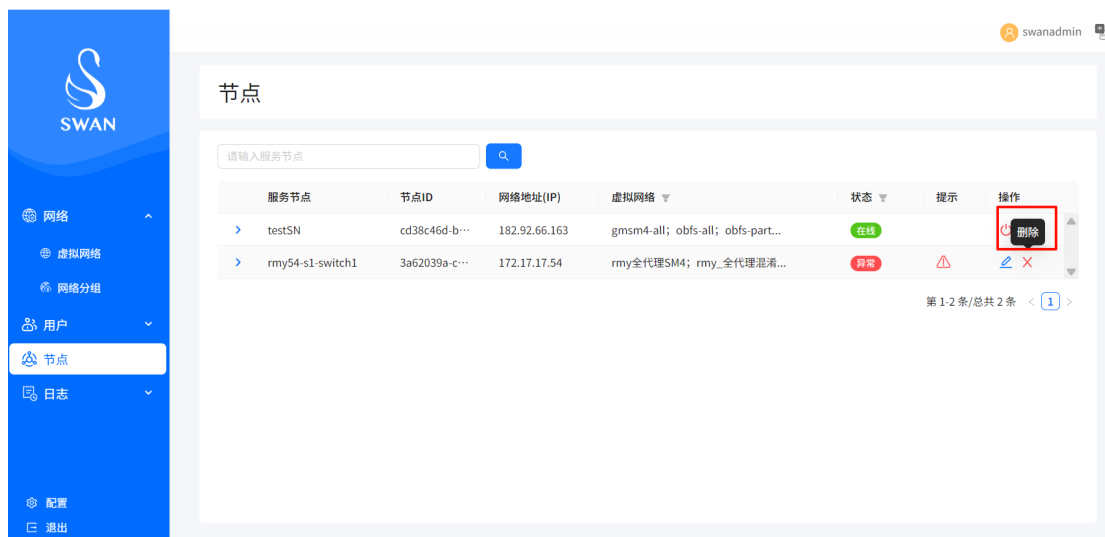 swanadmin
SWAN
节点
请输入服务节点
服务节点 节点ID 网络地址(IP) 虚拟网络 状态 提示 操作
testSN cd38c46d-b··· 182.92.66.163 gmsm4-all; obfs-all; obfs-part... 在线 删除
rmy54-s1-switch1 3a62039a-c··· 172.17.17.54 rmy全代理SM4; rmy_全代理混淆... 异常
第 1-2 条/总共 2 条 < 1 >
网络
虚拟网络
网络分组
用户
节点
日志
配置
退出